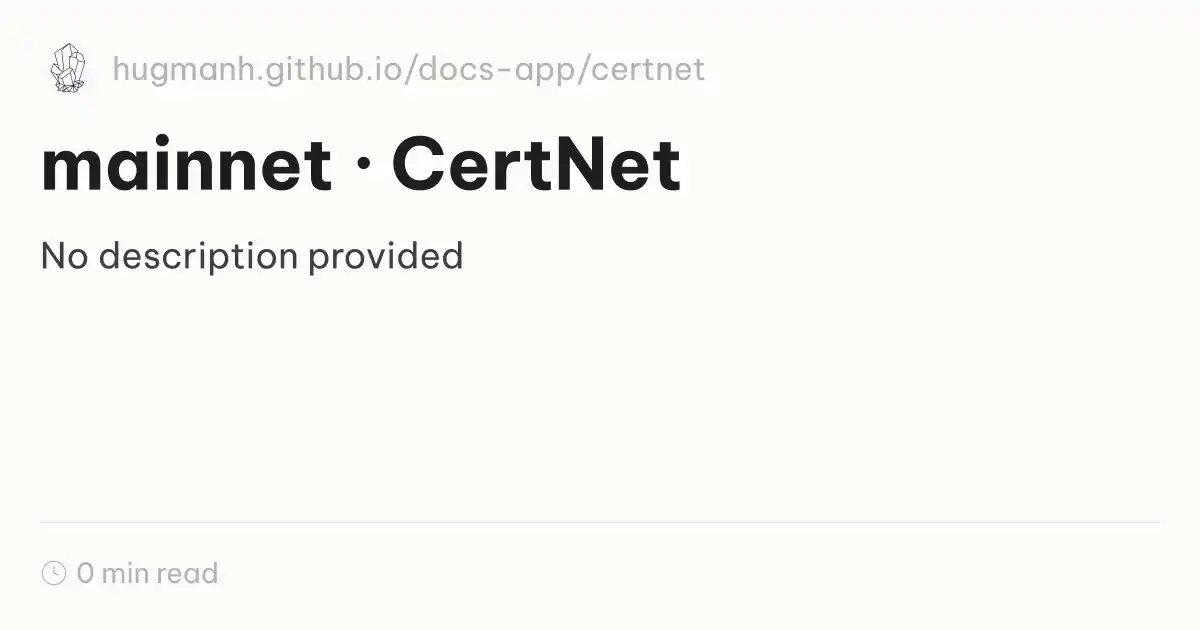 hugmanh.github.io/docs-app/certnet
mainnet · CertNet
No description provided
0 min read